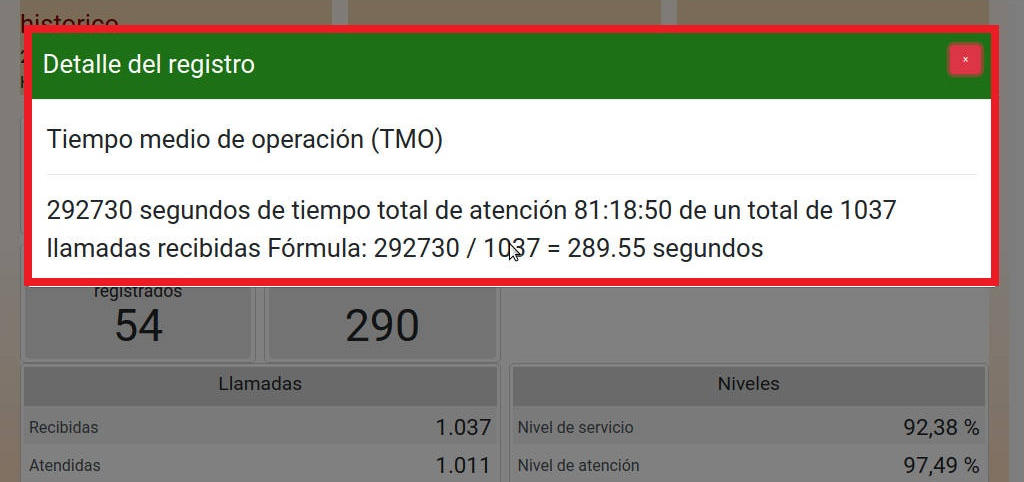 historico
Detalle del registro
×
Tiempo medio de operación (TMO)
292730 segundos de tiempo total de atención 81:18:50 de un total de 1037
llamadas recibidas Fórmula: 292730 / 1037 = 289.55 segundos
registrados
54
290
Llamadas
Niveles
Recibidas 1.037
Nivel de servicio 92,38 %
Atendidas 1.011
Nivel de atención 97,49 %